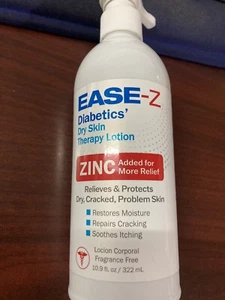 EASE-Z
Diabetics'
Dry Skin
Therapy Lotion
ZINC Added for
More Relief
Relieves & Protects
Dry, Cracked, Problem Skin
Restores Moisture
Repairs Cracking
Soothes Itching
Locion Corporal
Fragrance Free
10.9 fl oz / 322 mL